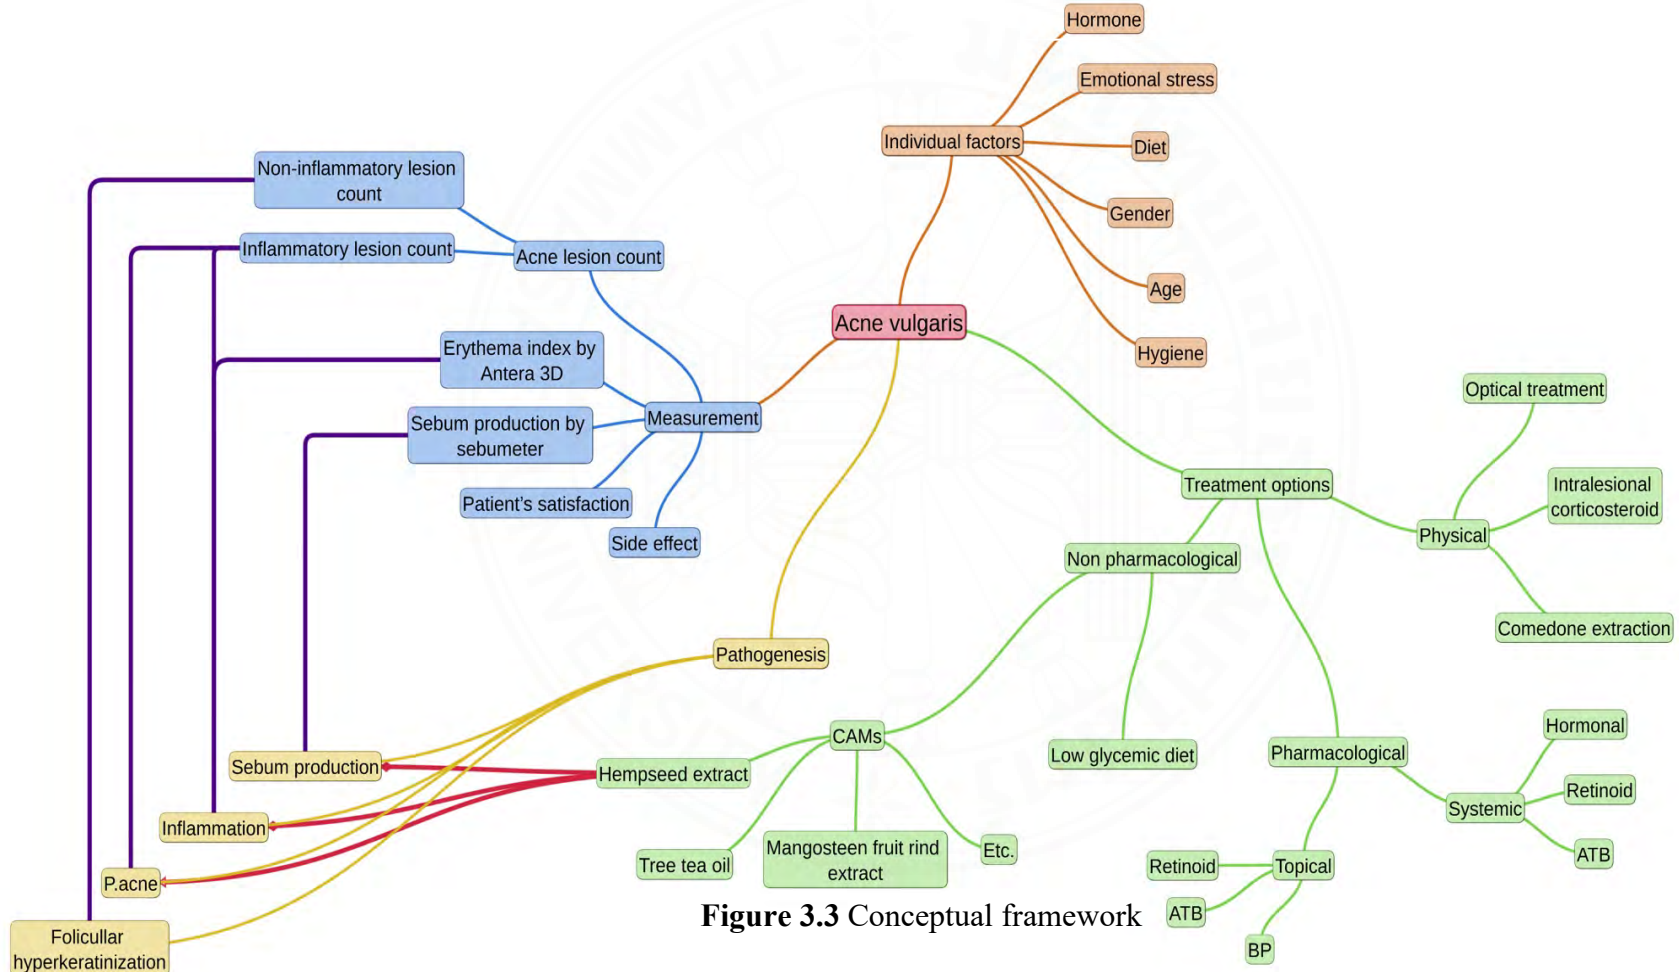 Hormone
Emotional stress
Individual factors
Diet
Gender
Age
Hygiene
Non-inflammatory lesion
count
Inflammatory lesion count
Acne lesion count
Acne vulgaris
Erythema index by
Antera 3D
Measurement
Sebum production by
sebumeter
Patient's satisfaction
Side effect
Optical treatment
Treatment options
Intralesional
corticosteroid
Physical
Non pharmacological
Comedone extraction
Pathogenesis
CAMs
Low glycemic diet
Pharmacological
Hormonal
Sebum production
Hempseed extract
Retinoid
Systemic
Inflammation
Tree tea oil
Mangosteen fruit rind
extract
Etc.
ATB
P.acne
Retinoid
Topical
ATB
BP
Folicullar
hyperkeratinization
Figure 3.3 Conceptual framework